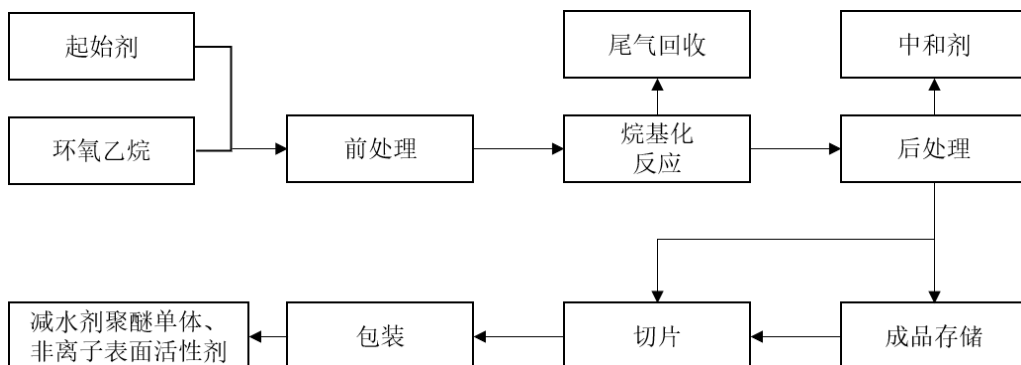 起始剂
尾气回收
中和剂
环氧乙烷
前处理
烷基化
反应
后处理
减水剂聚醚单体、
非离子表面活性剂
包装
切片
成品存储